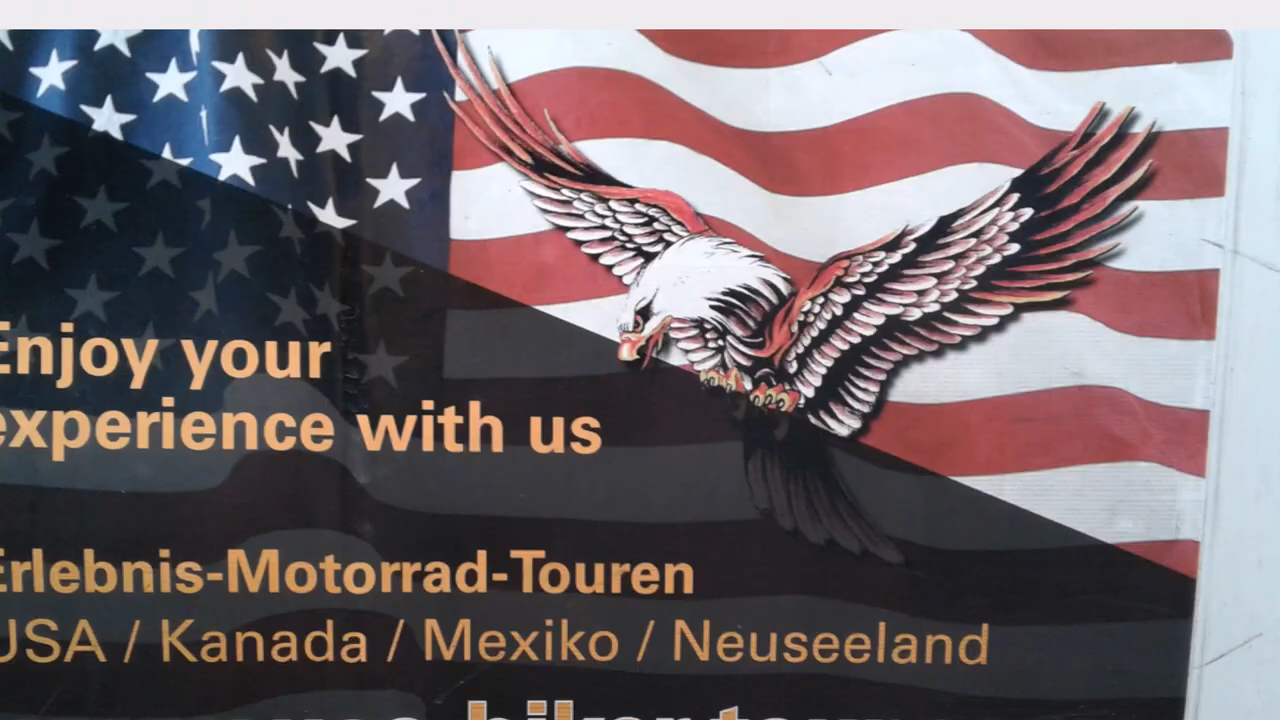 Enjoy your
experience with us
Erlebnis-Motorrad-Touren
USA / Kanada / Mexiko / Neuseeland